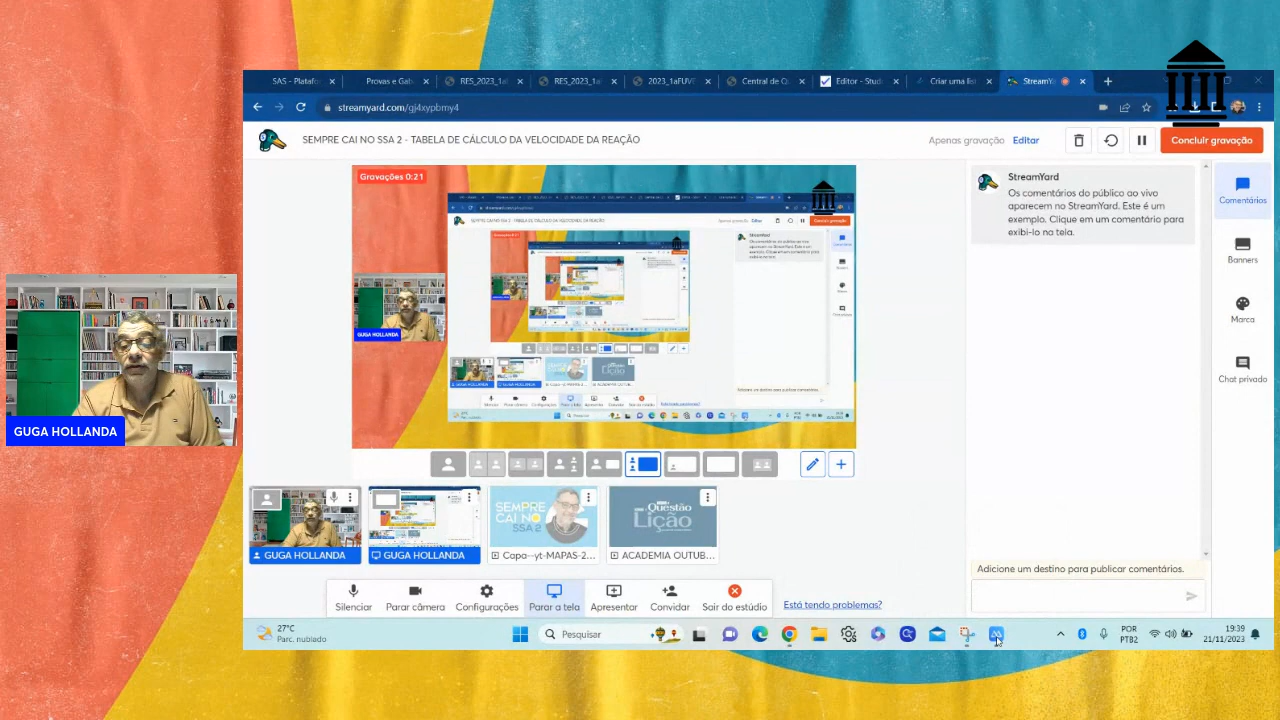 SAS - Plataf
Provas e Gab
RES_2023_1a
RES_2023_1a
2023_1aFUV
Central de Q
Editor - Stud
Criar uma lis
StreamYa
streamyard.com/gj4xypbmy4
SEMPRE CAI NO SSA 2 - TABELA DE CÁLCULO DA VELOCIDADE DA REAÇÃO
Apenas gravação
Editar
Concluir gravação
Gravações 0:21
StreamYard
Os comentários do público ao vivo
aparecem no StreamYard. Este é um
exemplo. Clique em um comentário para
exibi-lo na tela.
Comentários
Banners
Marca
Chat privado
GUGA HOLLANDA
GUGA HOLLANDA
GUGA HOLLANDA
GUGA HOLLANDA
SEMPRE
CAI NO
SSA 2
Capa--yt-MAPAS-2...
Questão
Lição
ACADEMIA OUTUB...
Adicione um destino para publicar comentários.
Silenciar
Parar câmera
Configurações
Parar a tela
Apresentar
Convidar
Sair do estúdio
Está tendo problemas?
27°C
Parc. nublado
Pesquisar
POR
PTB2
19:39
21/11/2023